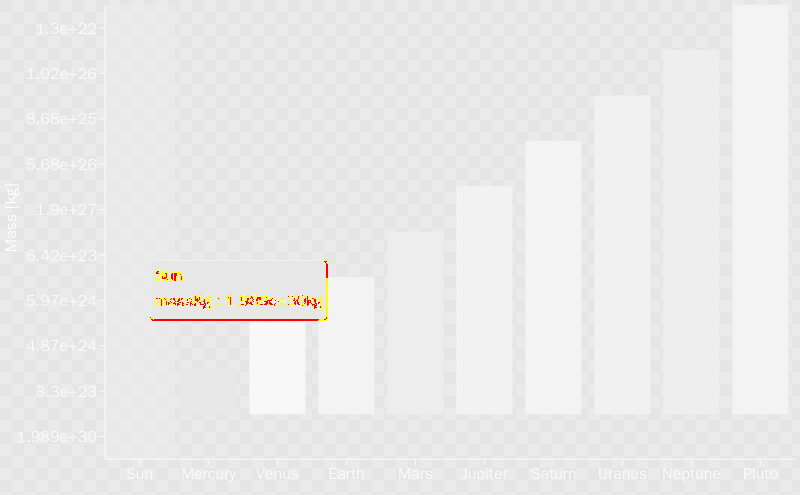 1.3e+22
1.02e+26
8.68e+25
5.68e+26
1.9e+27
6.42e+23
5.97e+24
4.87e+24
3.3e+23
1.989e+30
Mass [kg]
Sun
Sun Mercury Venus Earth Mars Jupiter Saturn Uranus Neptune Pluto